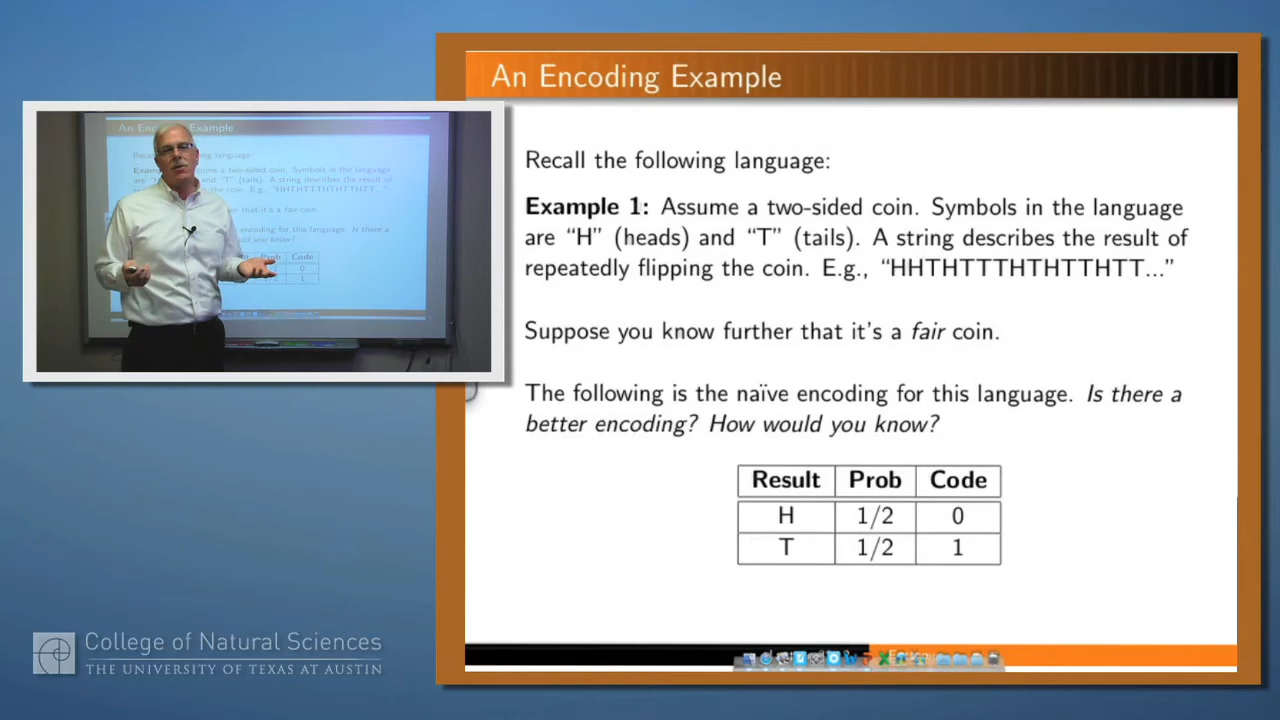 An Encoding Example
Recall the following language:
Example 1: Assume a two-sided coin. Symbols in the language
are “H” (heads) and “T” (tails). A string describes the result of
repeatedly flipping the coin. E.g., “HHTHTTTHTHTTHTT...”
Suppose you know further that it's a fair coin.
The following is the naïve encoding for this language. Is there a
better encoding? How would you know?
Result Prob Code
H 1/2 0
T 1/2 1
College of Natural Sciences
THE UNIVERSITY OF TEXAS AT AUSTIN